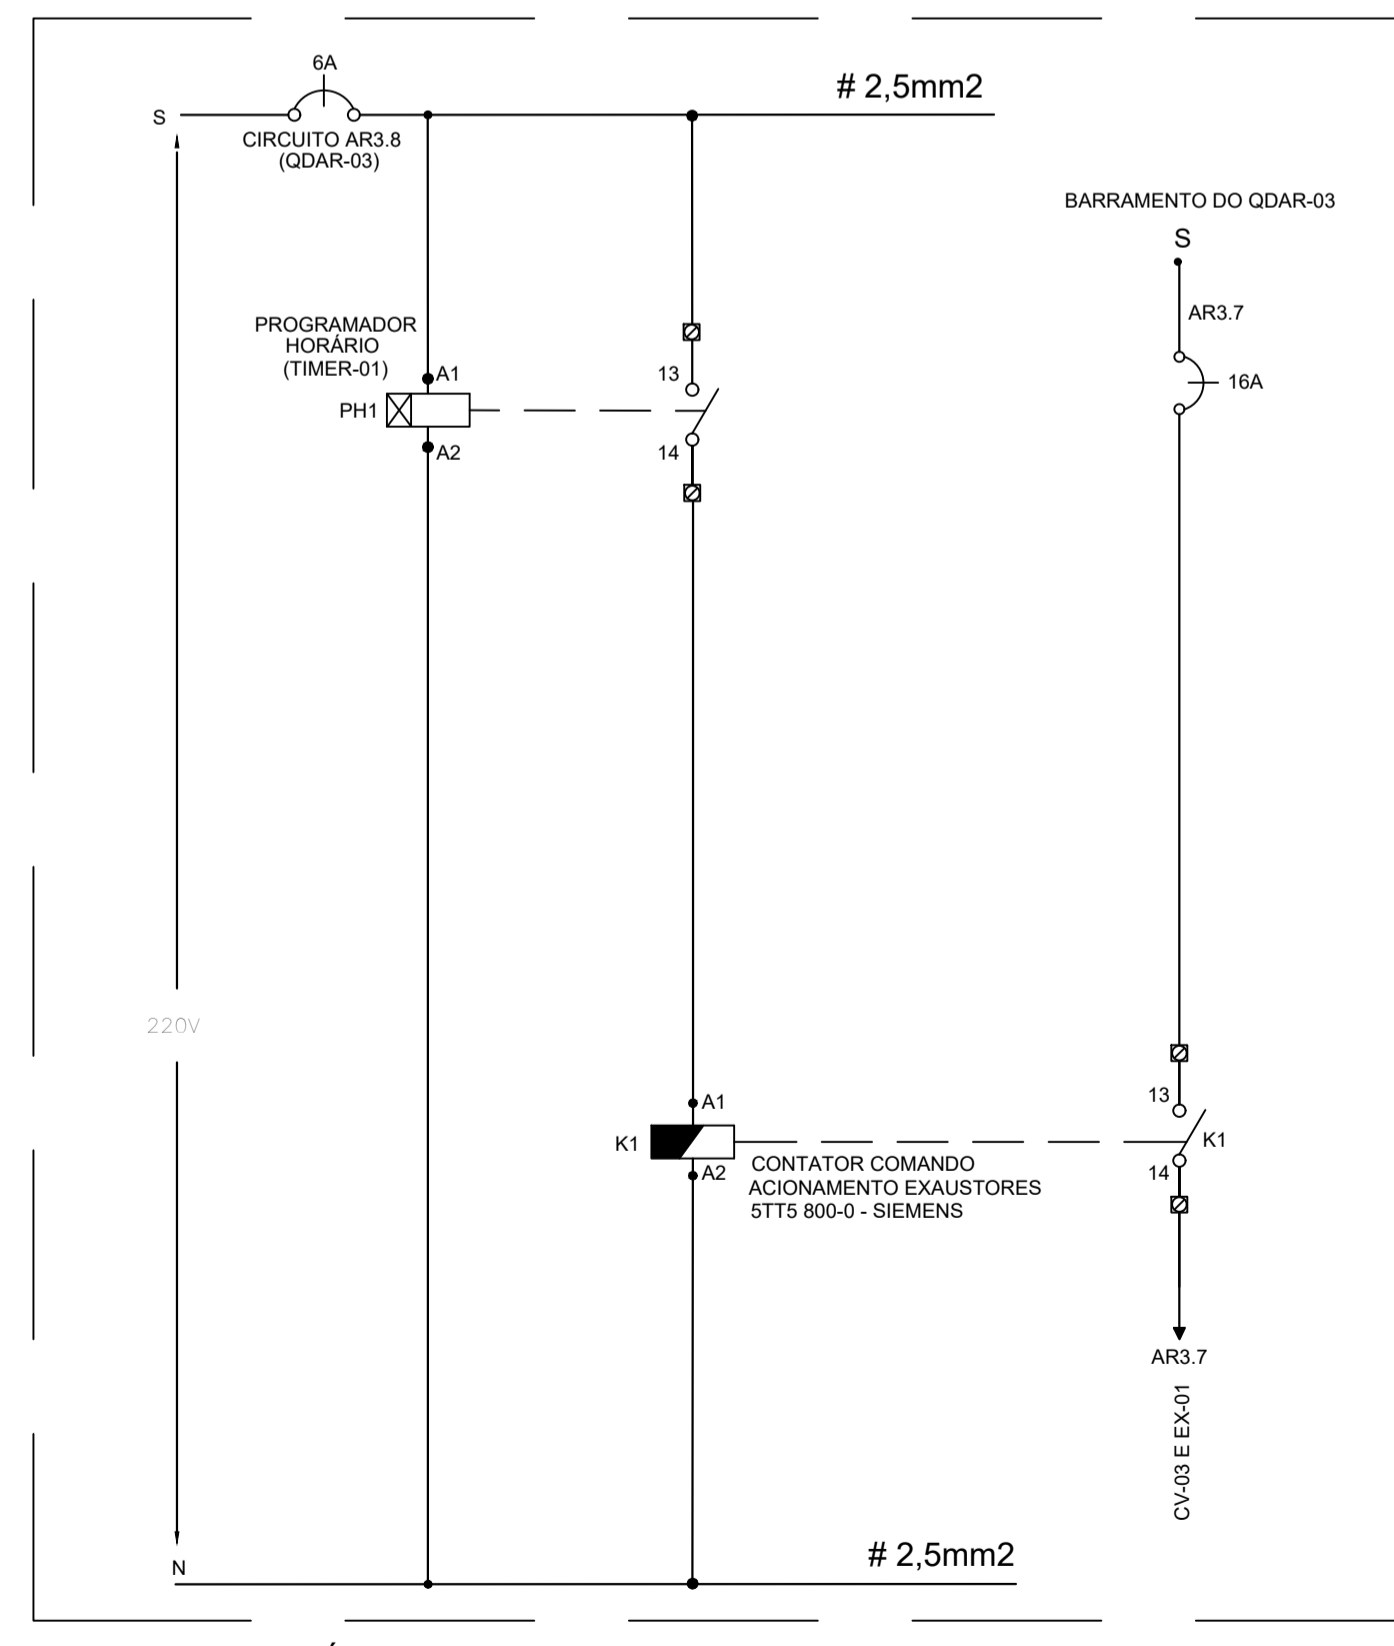 6A
# 2,5mm2
S
CIRCUITO AR3.8
(QDAR-03)
BARRAMENTO DO QDAR-03
S
AR3.7
16A
PROGRAMADOR
HORÁRIO
(TIMER-01)
A1
PH1
A2
13
14
220V
A1
K1
A2
CONTATOR COMANDO
ACIONAMENTO EXAUSTORES
5TT5 800-0 - SIEMENS
13
K1
14
AR3.7
CV-03 E EX-01
# 2,5mm2
N